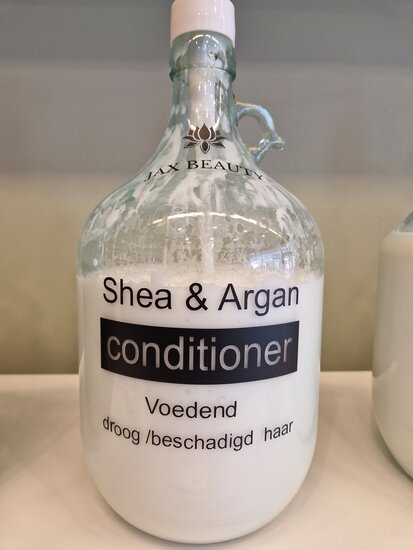 JAX BEAUTY
Shea & Argan
conditioner
Voedend
droog /beschadigd haar